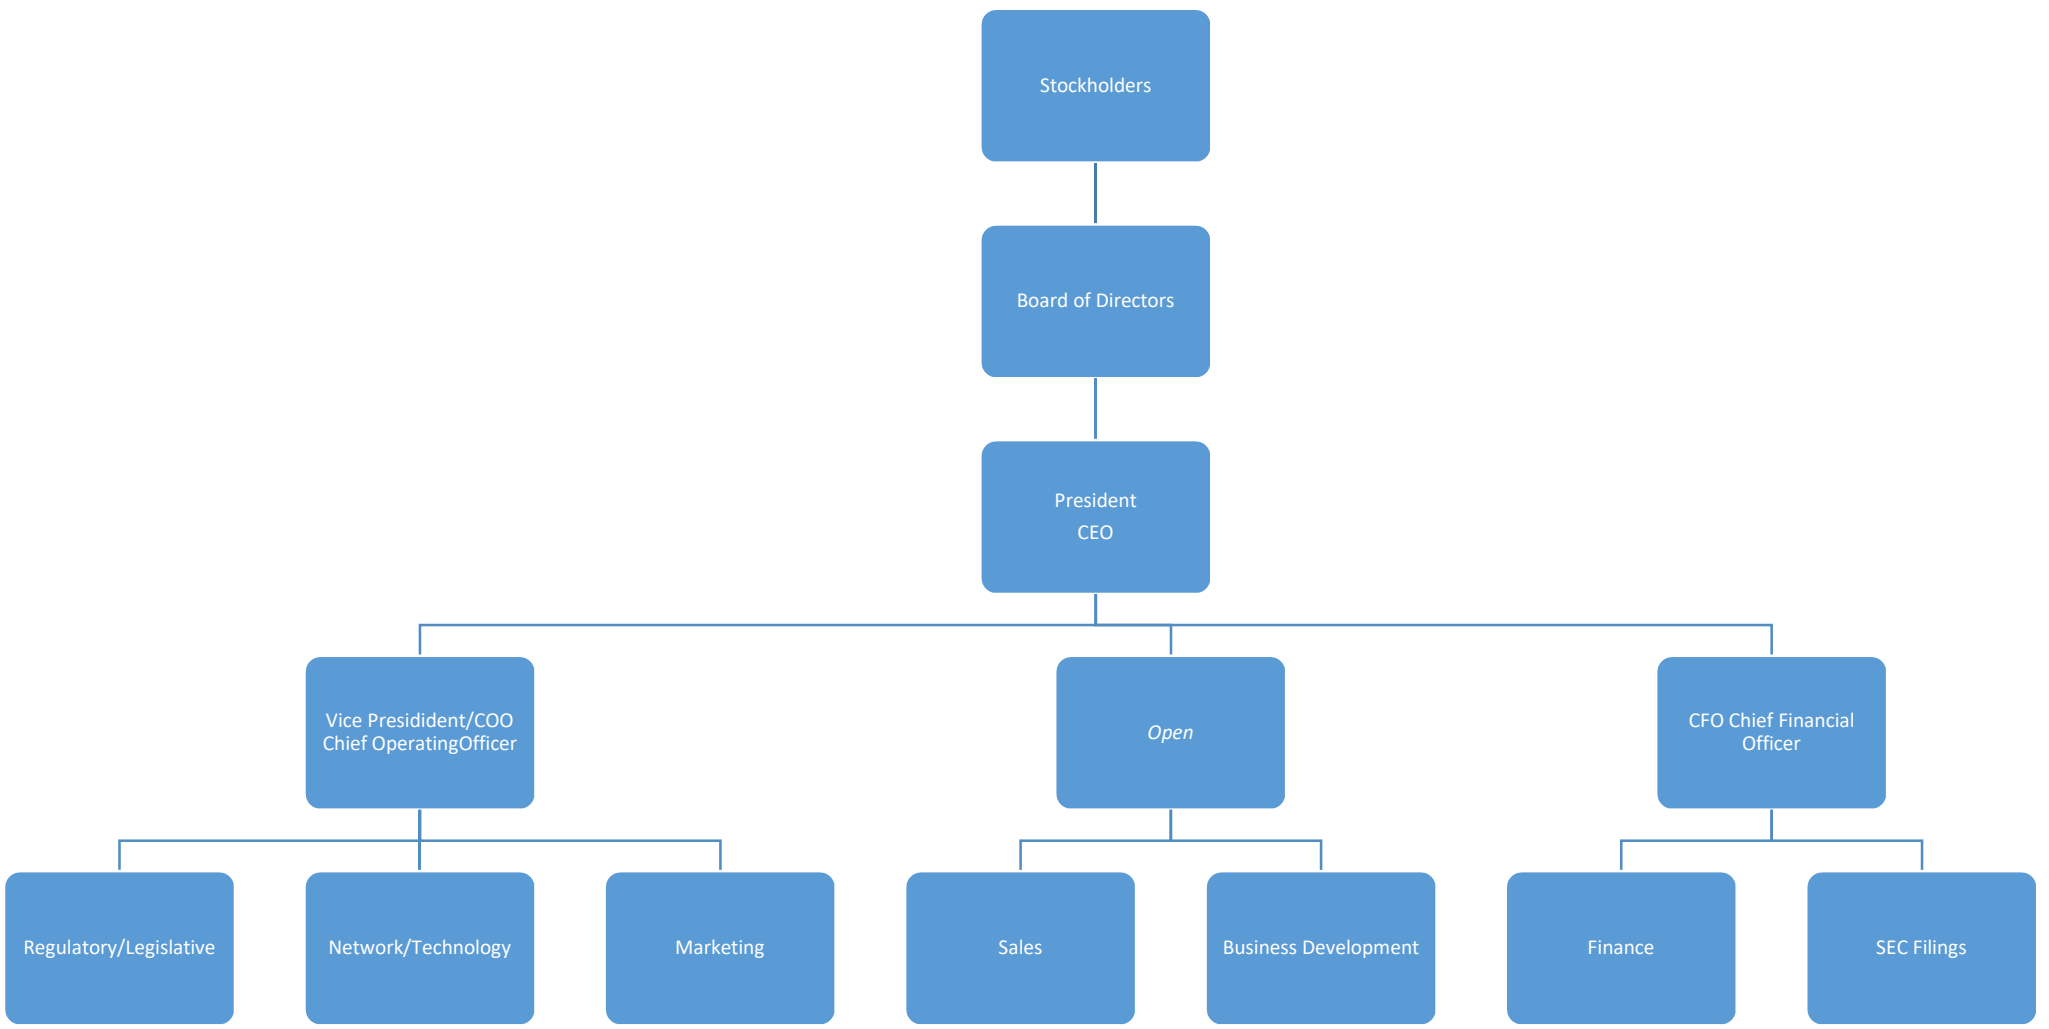 Stockholders
Board of Directors
President
CEO
Vice Presidident/COO
Chief OperatingOfficer
Open
CFO Chief Financial
Officer
Regulatory/Legislative
Network/Technology
Marketing
Sales
Business Development
Finance
SEC Filings